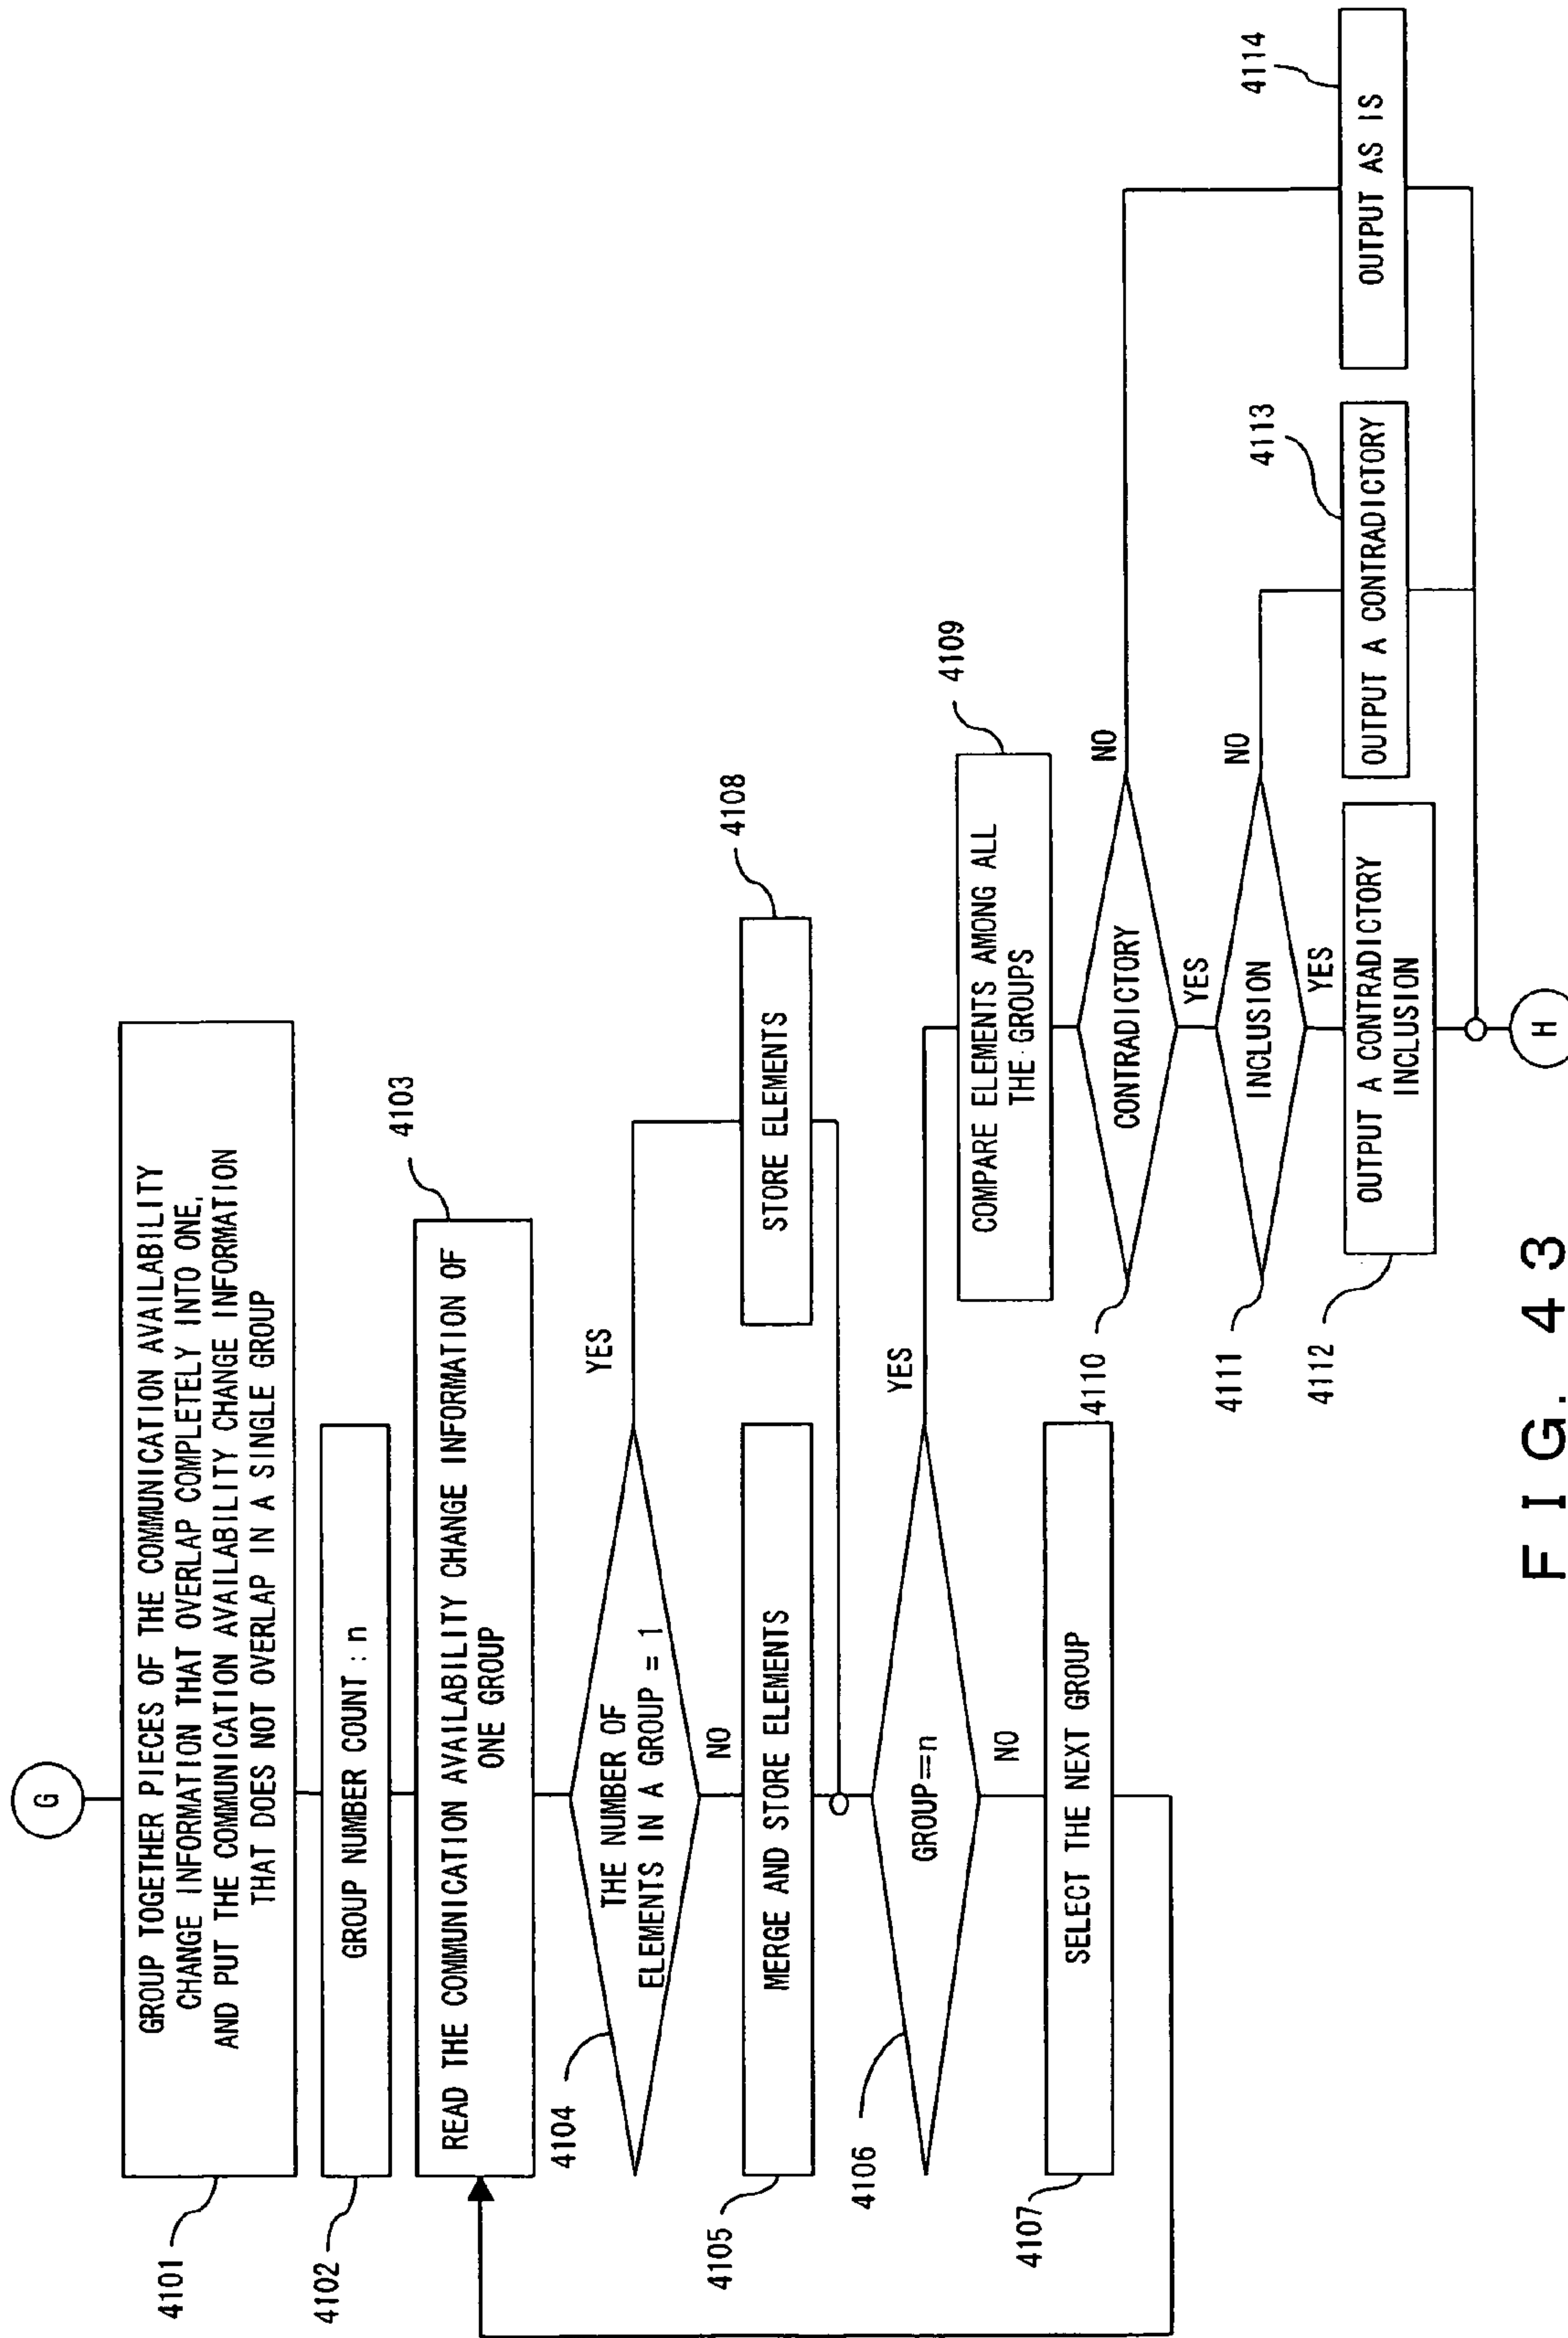 G
GROUP TOGETHER PIECES OF THE COMMUNICATION AVAILABILITY
CHANGE INFORMATION THAT OVERLAP COMPLETELY INTO ONE,
AND PUT THE COMMUNICATION AVAILABILITY CHANGE INFORMATION
THAT DOES NOT OVERLAP IN A SINGLE GROUP
4101
GROUP NUMBER COUNT : n
4102
READ THE COMMUNICATION AVAILABILITY CHANGE INFORMATION OF
ONE GROUP
4103
THE NUMBER OF
ELEMENTS IN A GROUP = 1
4104
YES
NO
MERGE AND STORE ELEMENTS
4105
STORE ELEMENTS
4108
GROUP==n
4106
YES
NO
SELECT THE NEXT GROUP
4107
COMPARE ELEMENTS AMONG ALL
THE GROUPS
4109
CONTRADICTORY
4110
NO
YES
INCLUSION
4111
NO
YES
OUTPUT A CONTRADICTORY
INCLUSION
4112
OUTPUT A CONTRADICTORY
4113
OUTPUT AS IS
4114
H
FIG. 43